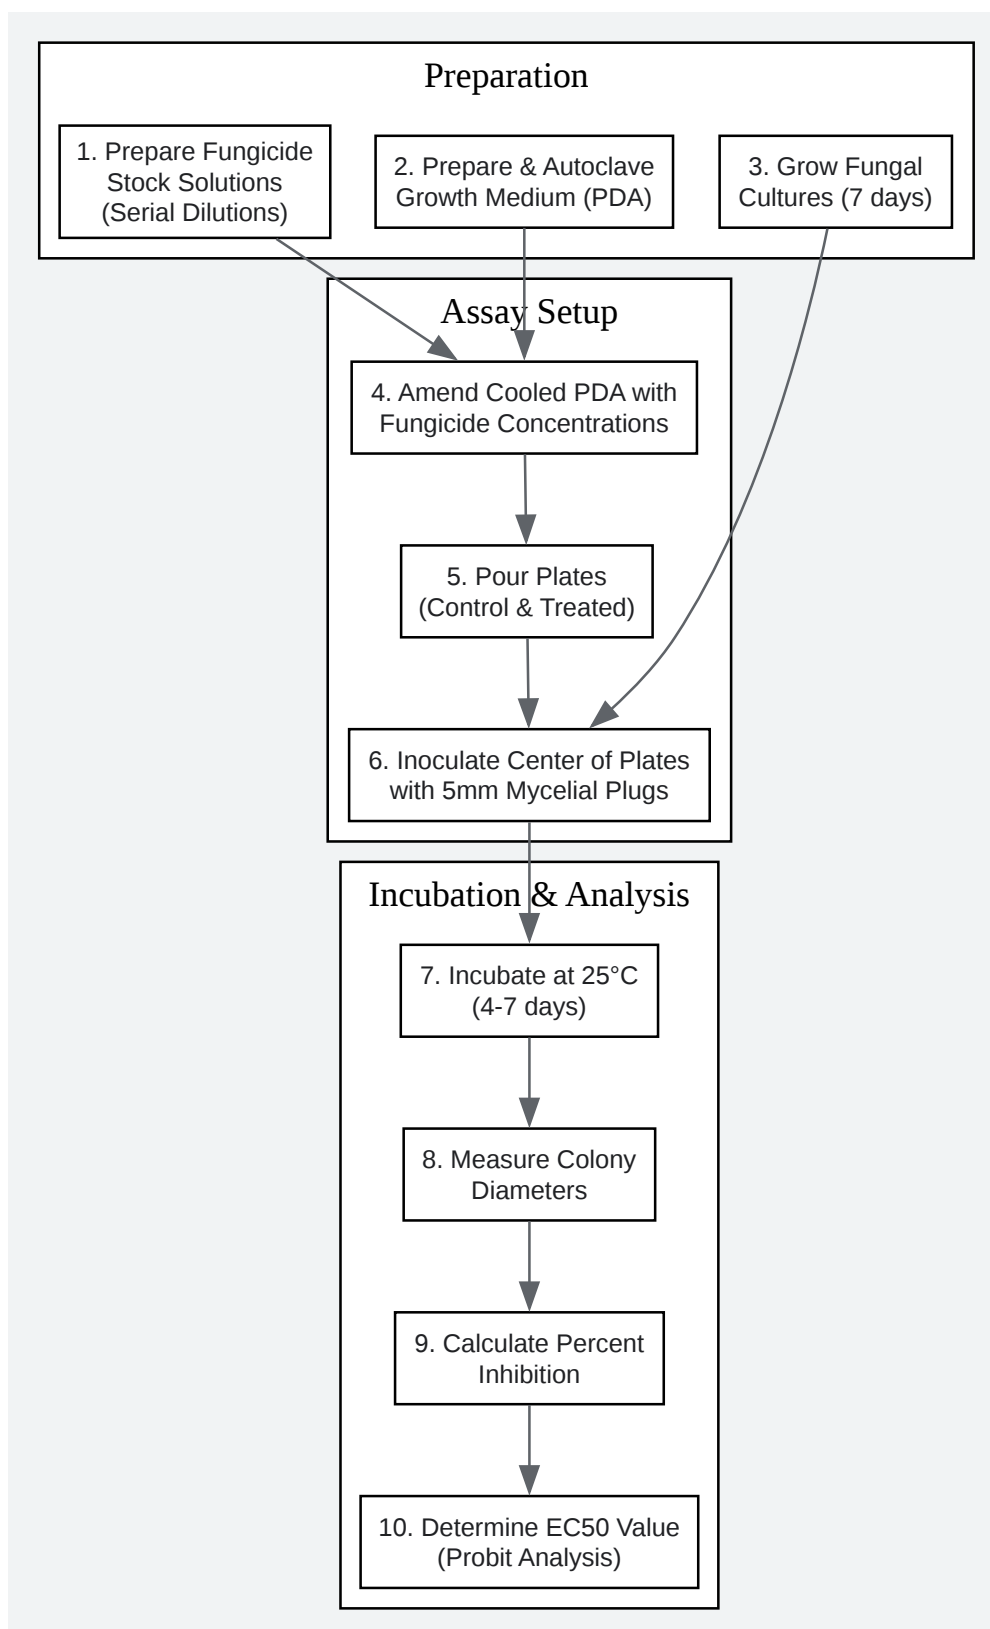 Preparation
1. Prepare Fungicide
Stock Solutions
(Serial Dilutions)
2. Prepare & Autoclave
Growth Medium (PDA)
3. Grow Fungal
Cultures (7 days)
Assay Setup
4. Amend Cooled PDA with
Fungicide Concentrations
5. Pour Plates
(Control & Treated)
6. Inoculate Center of Plates
with 5mm Mycelial Plugs
Incubation & Analysis
7. Incubate at 25°C
(4-7 days)
8. Measure Colony
Diameters
9. Calculate Percent
Inhibition
10. Determine EC50 Value
(Probit Analysis)